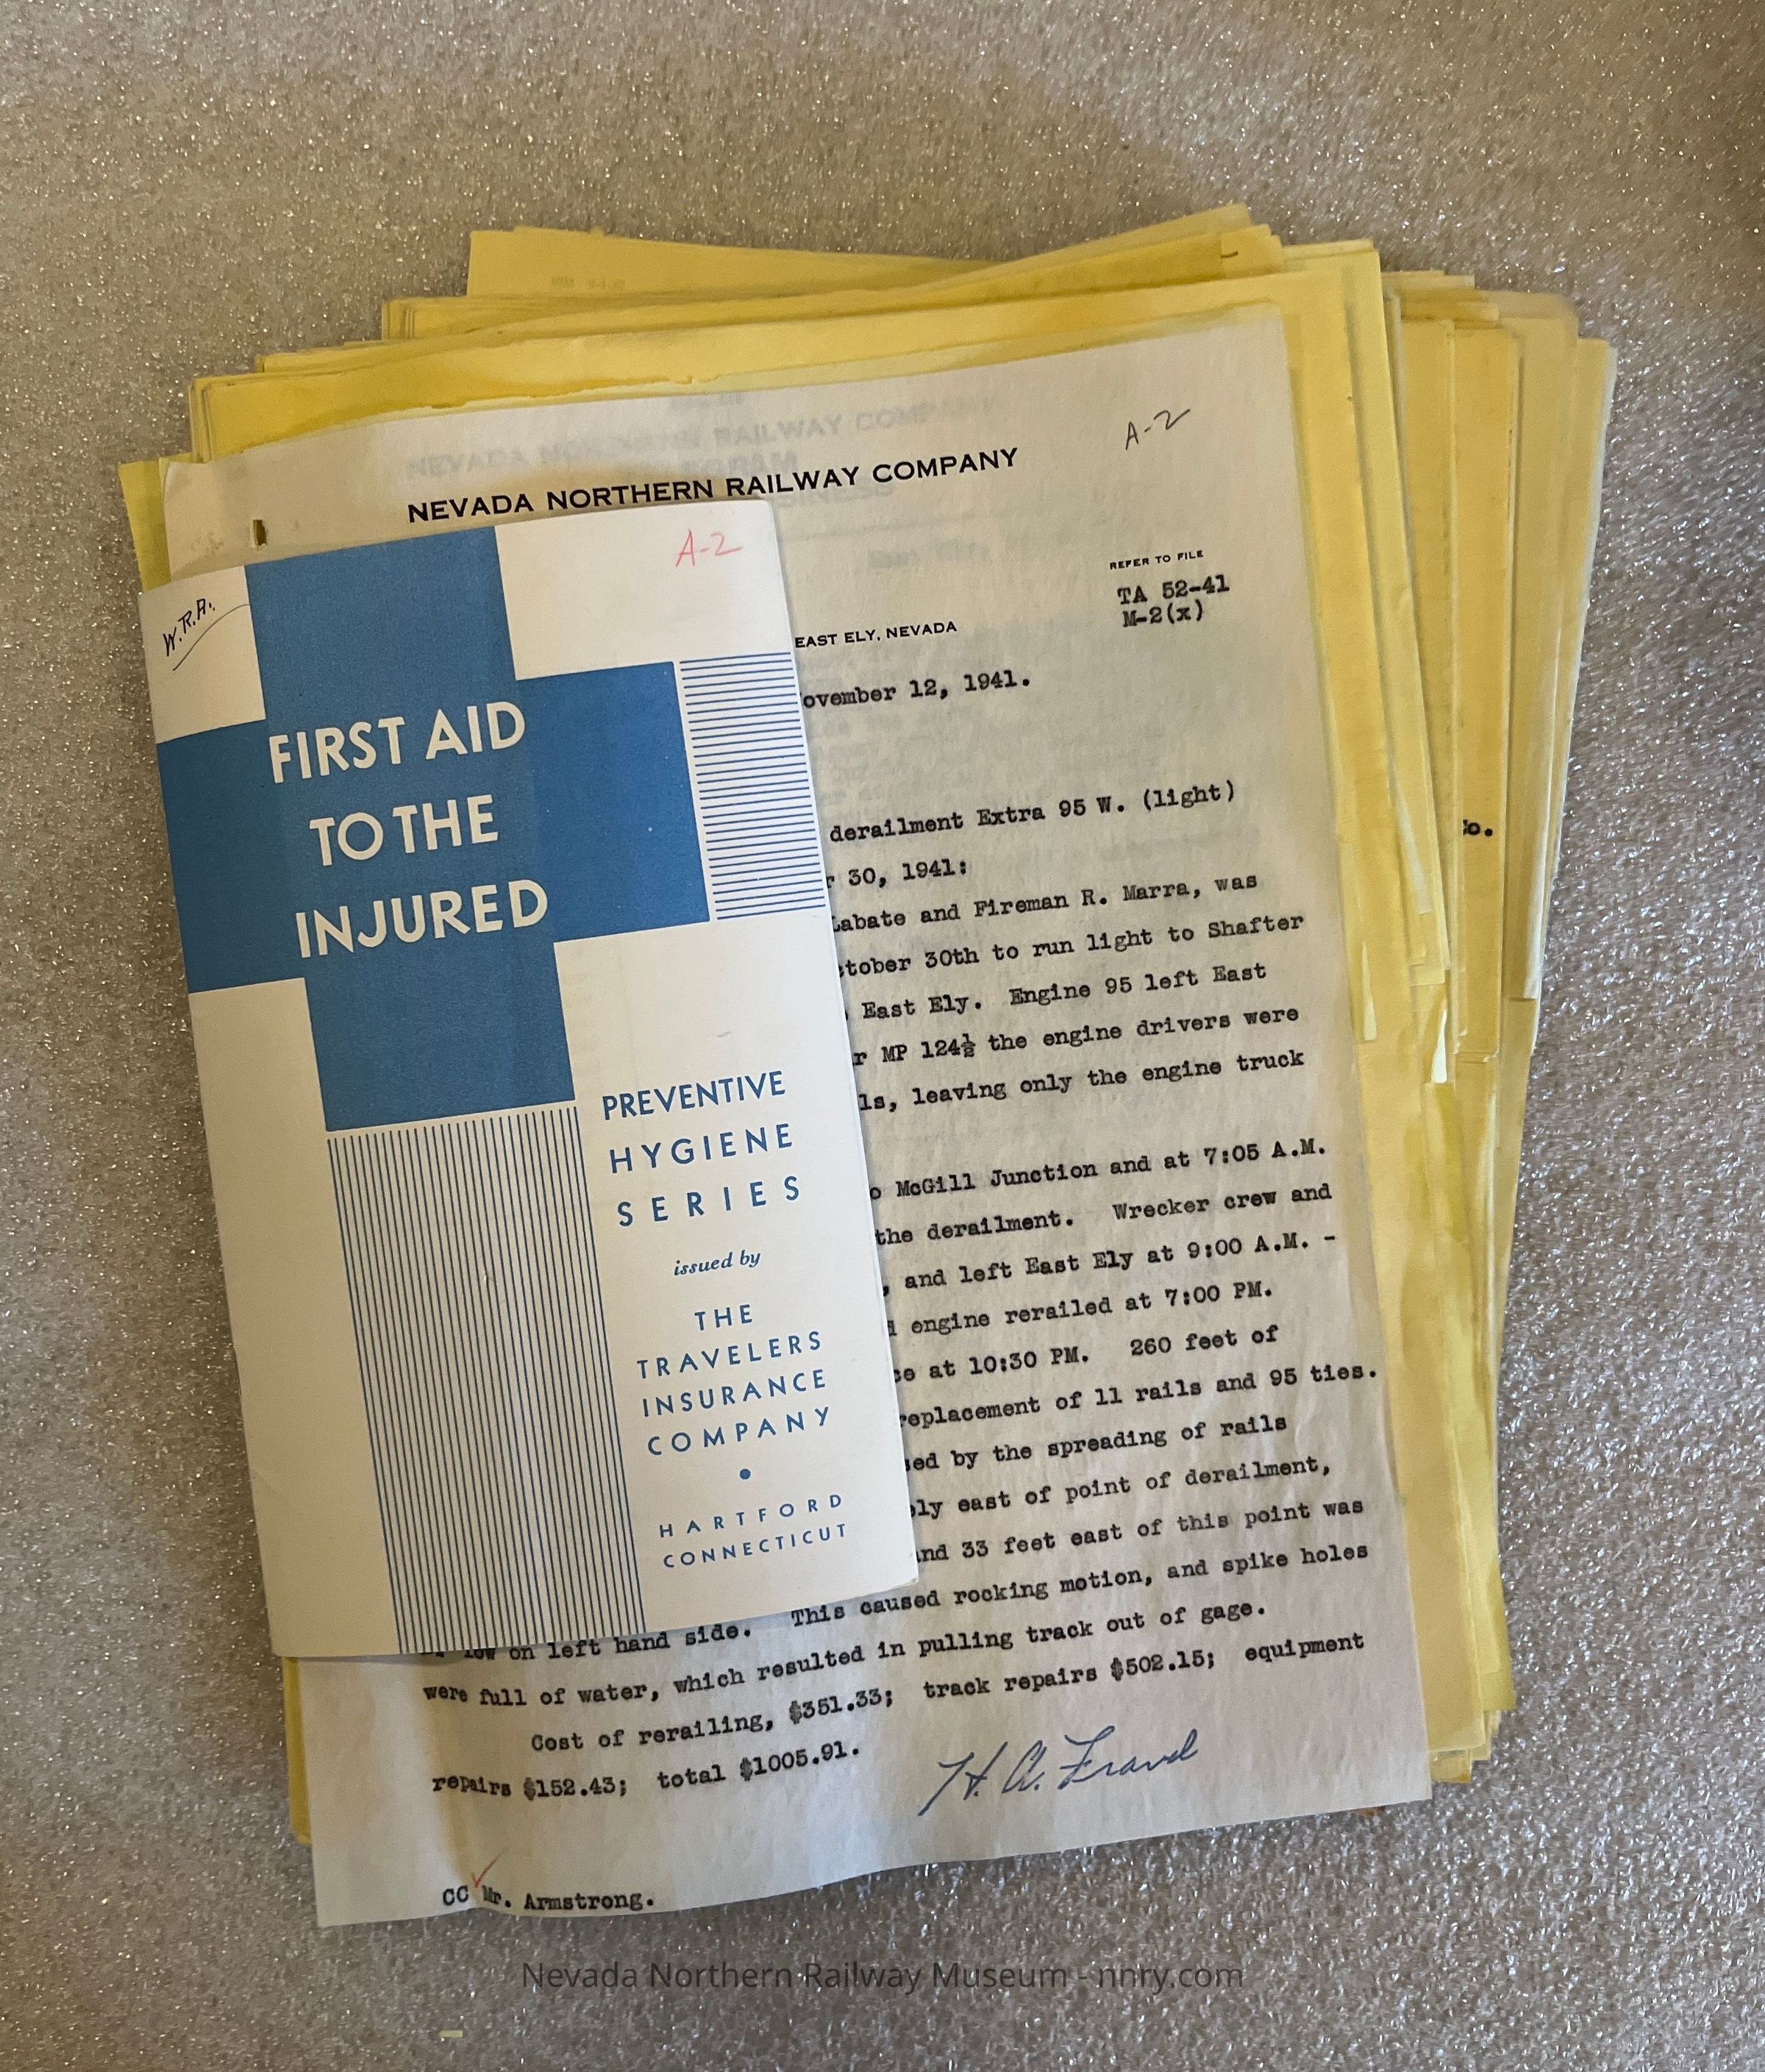 A-2
NEVADA NORTHERN RAILWAY COMPANY
REFER TO FILE
TA 52-41
M-2(x)
EAST ELY, NEVADA
ovember 12, 1941.
derailment Extra 95 W. (light)
r 30, 1941:
abate and Fireman R. Marra, was
tober 30th to run light to Shafter
East Ely. Engine 95 left East
r MP 124½ the engine drivers were
ls, leaving only the engine truck
o McGill Junction and at 7:05 A.M.
the derailment. Wrecker crew and
, and left East Ely at 9:00 A.M. -
engine rerailed at 7:00 PM.
ce at 10:30 PM. 260 feet of
replacement of 11 rails and 95 ties.
sed by the spreading of rails
ly east of point of derailment,
nd 33 feet east of this point was
low on left hand side. This caused rocking motion, and spike holes
were full of water, which resulted in pulling track out of gage.
Cost of rerailing, $351.33; track repairs $502.15; equipment
repairs $152.43; total $1005.91.
H. A. Fravel
CC Mr. Armstrong.
W.R.A.
A-2
FIRST AID
TO THE
INJURED
PREVENTIVE
HYGIENE
SERIES
issued by
THE
TRAVELERS
INSURANCE
COMPANY
HARTFORD
CONNECTICUT
Co.
Nevada Northern Railway Museum - nnry.com